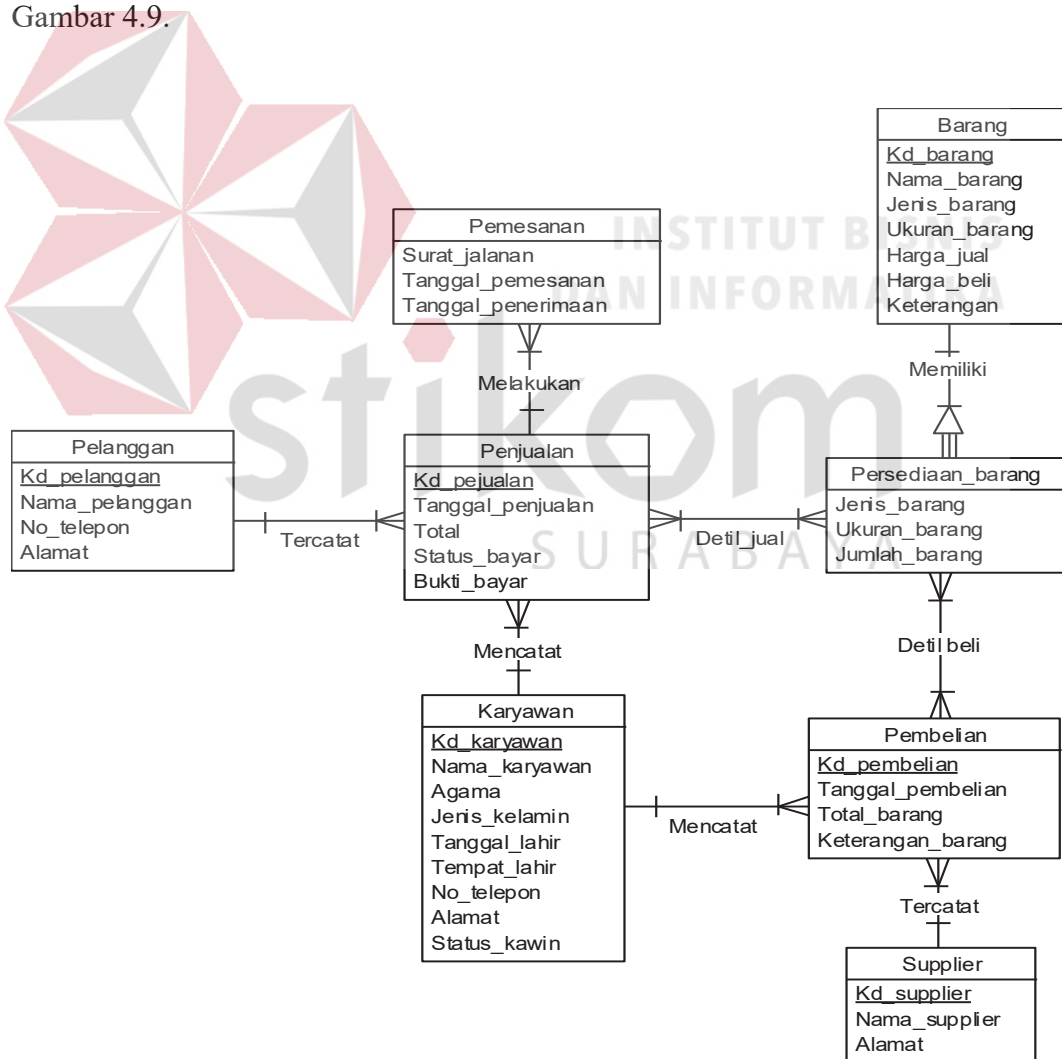 Gambar 4.9.
INSTITUT BISNIS
DAN INFORMATIKA
stikom
SURABAYA
Barang
Kd_barang
Nama_barang
Jenis_barang
Ukuran_barang
Harga_jual
Harga_beli
Keterangan
Memiliki
Pemesanan
Surat_jalanan
Tanggal_pemesanan
Tanggal_penerimaan
Melakukan
Pelanggan
Kd_pelanggan
Nama_pelanggan
No_telepon
Alamat
Tercatat
Penjualan
Kd_pejualan
Tanggal_penjualan
Total
Status_bayar
Bukti_bayar
Detil_jual
Persediaan_barang
Jenis_barang
Ukuran_barang
Jumlah_barang
Mencatat
Detil beli
Karyawan
Kd_karyawan
Nama_karyawan
Agama
Jenis_kelamin
Tanggal_lahir
Tempat_lahir
No_telepon
Alamat
Status_kawin
Mencatat
Pembelian
Kd_pembelian
Tanggal_pembelian
Total_barang
Keterangan_barang
Tercatat
Supplier
Kd_supplier
Nama_supplier
Alamat